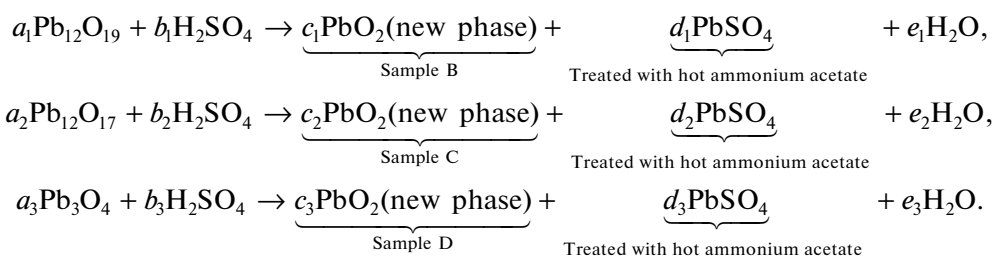 a₁Pb₁₂O₁₉ + b₁H₂SO₄ → c₁PbO₂(new phase) + d₁PbSO₄ + e₁H₂O,
Sample B Treated with hot ammonium acetate
a₂Pb₁₂O₁₇ + b₂H₂SO₄ → c₂PbO₂(new phase) + d₂PbSO₄ + e₂H₂O,
Sample C Treated with hot ammonium acetate
a₃Pb₃O₄ + b₃H₂SO₄ → c₃PbO₂(new phase) + d₃PbSO₄ + e₃H₂O.
Sample D Treated with hot ammonium acetate